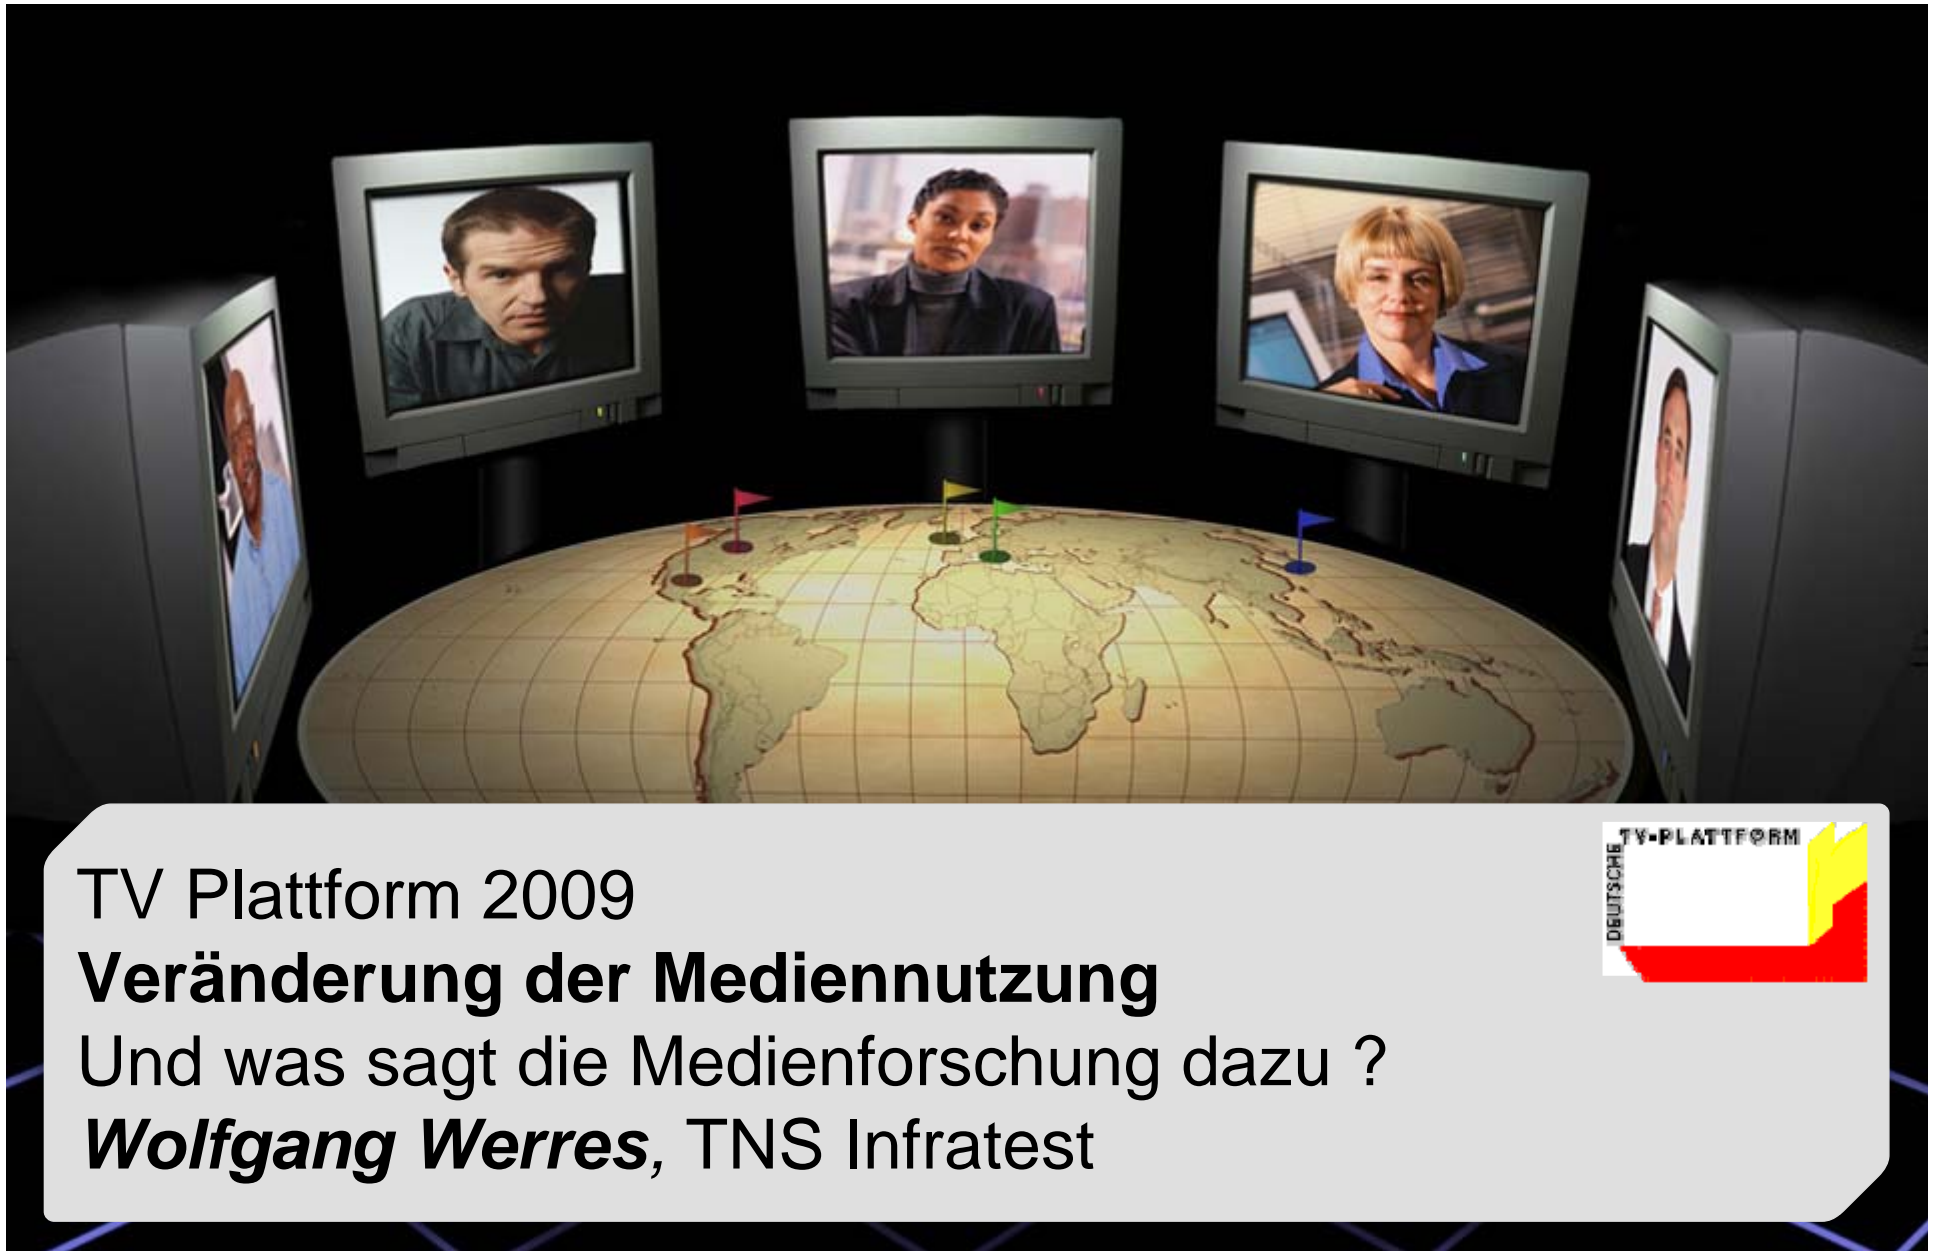 TV-PLATTFORM
DEUTSCHE
TV Plattform 2009
Veränderung der Mediennutzung
Und was sagt die Medienforschung dazu ?
Wolfgang Werres, TNS Infratest